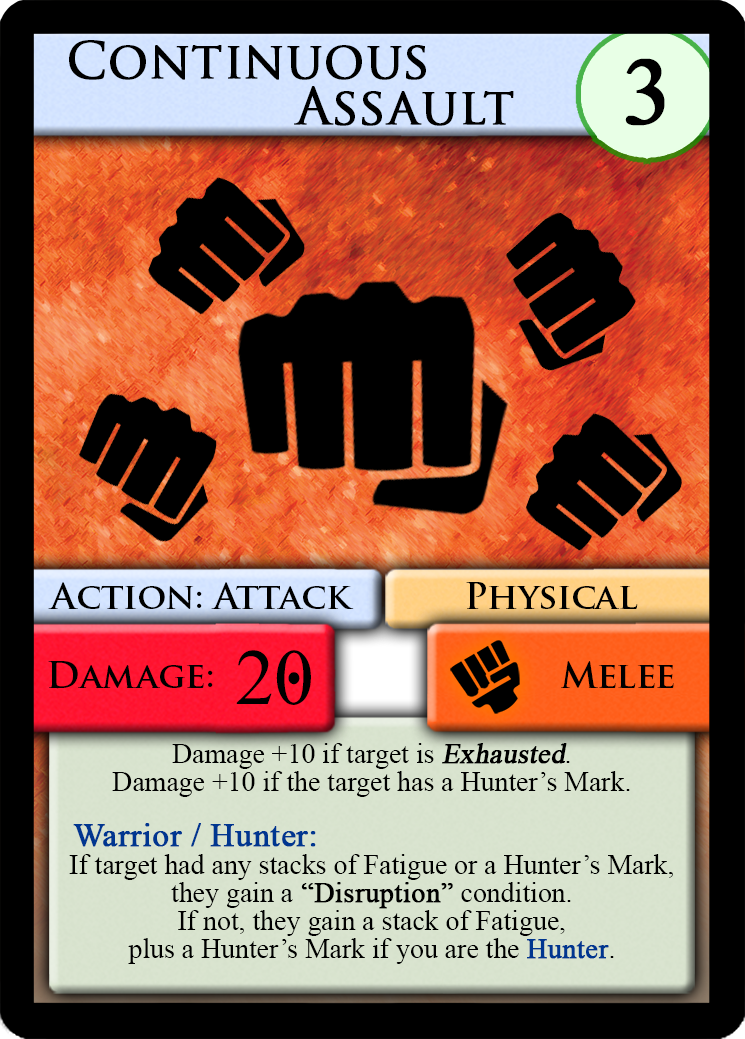 Continuous
Assault
3
Action: Attack
Physical
Damage: 20
Melee
Damage +10 if target is Exhausted.
Damage +10 if the target has a Hunter's Mark.
Warrior / Hunter:
If target had any stacks of Fatigue or a Hunter's Mark,
they gain a “Disruption” condition.
If not, they gain a stack of Fatigue,
plus a Hunter's Mark if you are the Hunter.